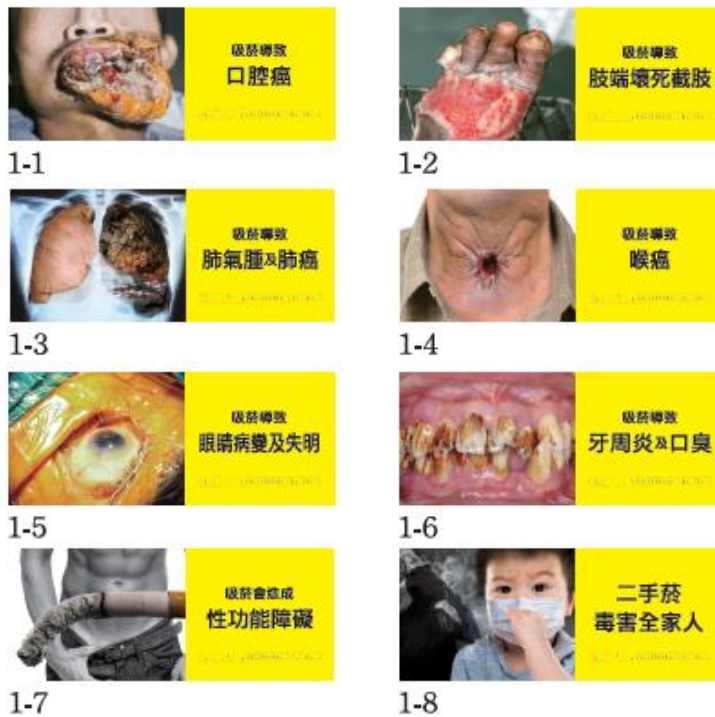 吸菸導致
口腔癌
1-1
吸菸導致
肢端壞死截肢
1-2
吸菸導致
肺氣腫及肺癌
1-3
吸菸導致
喉癌
1-4
吸菸導致
眼睛病變及失明
1-5
吸菸導致
牙周炎及口臭
1-6
吸菸會造成
性功能障礙
1-7
二手菸
毒害全家人
1-8